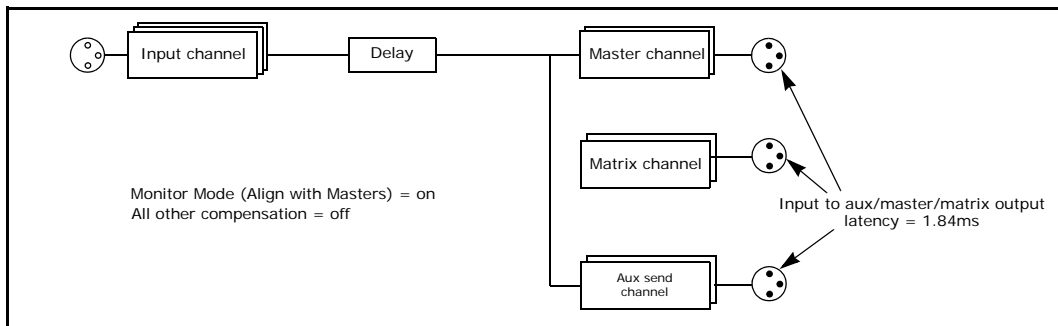 Input channel
Delay
Master channel
Matrix channel
Monitor Mode (Align with Masters) = on
All other compensation = off
Input to aux/master/matrix output
latency = 1.84ms
Aux send
channel